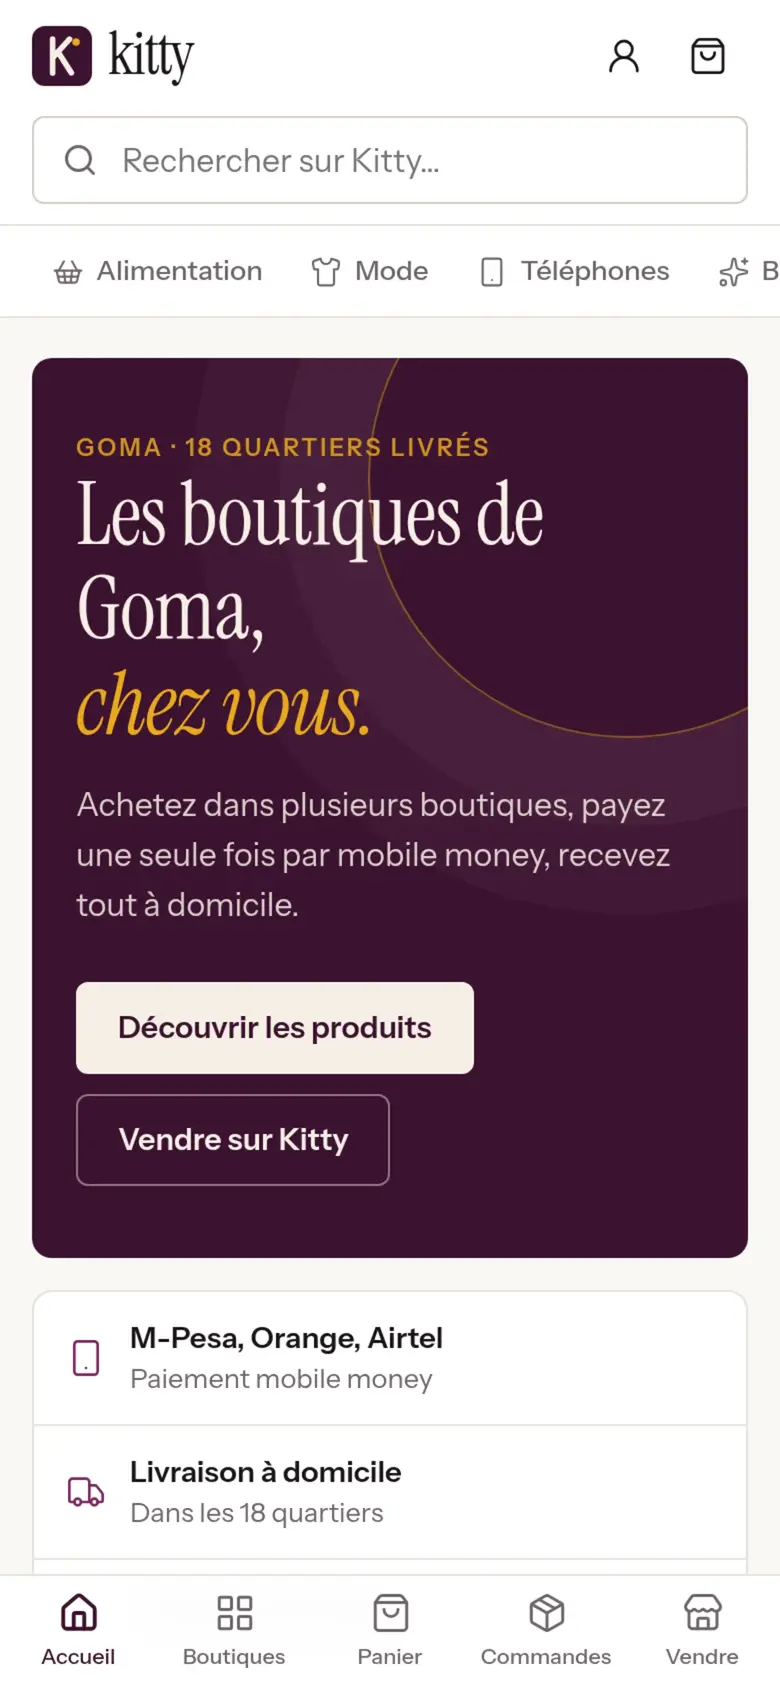 K kitty
Rechercher sur Kitty...
Alimentation Mode Téléphones B
GOMA · 18 QUARTIERS LIVRÉS
Les boutiques de
Goma,
chez vous.
Achetez dans plusieurs boutiques, payez
une seule fois par mobile money, recevez
tout à domicile.
Découvrir les produits
Vendre sur Kitty
M-Pesa, Orange, Airtel
Paiement mobile money
Livraison à domicile
Dans les 18 quartiers
Accueil Boutiques Panier Commandes Vendre